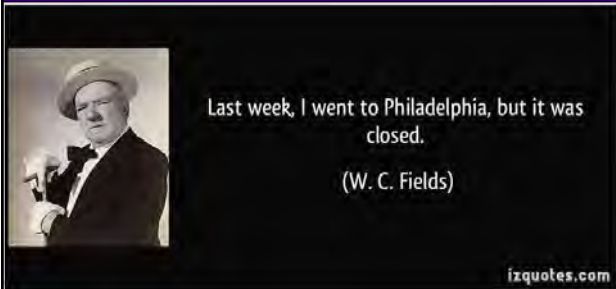 Last week, I went to Philadelphia, but it was
closed.
(W. C. Fields)
izquotes.com